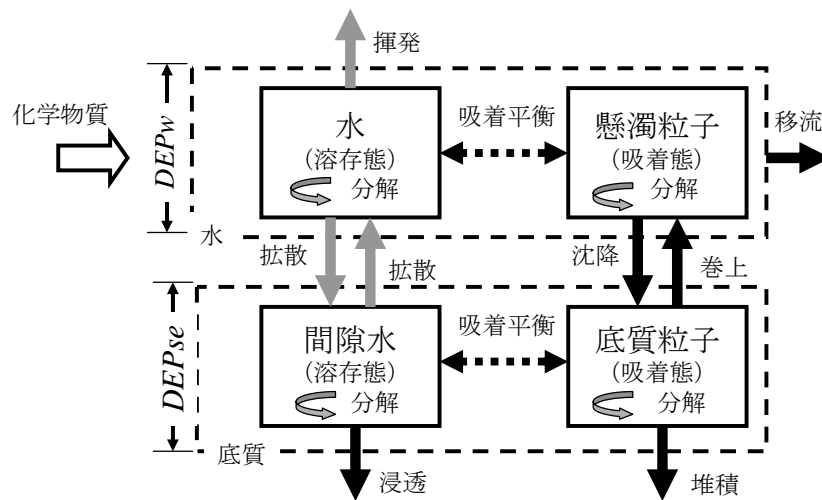 揮発
化学物質
DEPw
水
(溶存態)
分解
吸着平衡
懸濁粒子
(吸着態)
分解
移流
水
拡散
拡散
沈降
巻上
DEPse
間隙水
(溶存態)
分解
吸着平衡
底質粒子
(吸着態)
分解
底質
浸透
堆積